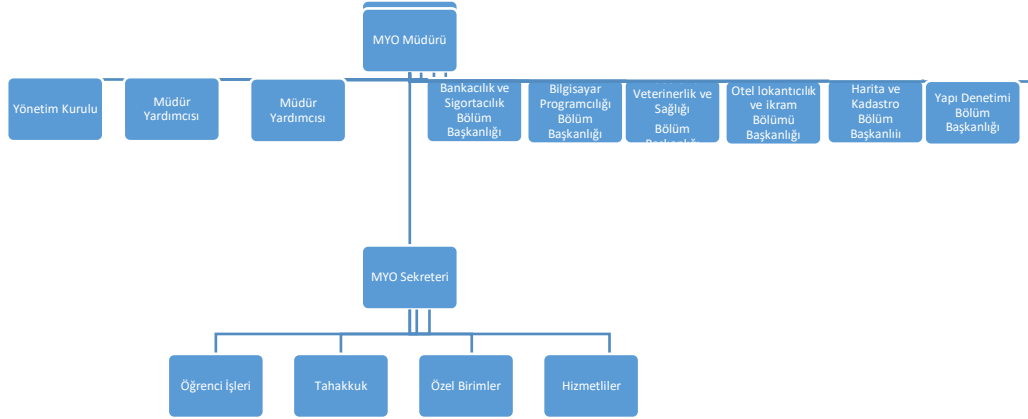 MYO Müdürü
Yönetim Kurulu
Müdür
Yardımcısı
Müdür
Yardımcısı
Bankacılık ve
Sigortacılık
Bölüm
Başkanlığı
Bilgisayar
Programcılığı
Bölüm
Başkanlığı
Veterinerlik ve
Sağlığı
Bölüm
Başkanlığı
Otel lokantıcılık
ve ikram
Bölümü
Başkanlığı
Harita ve
Kadastro
Bölüm
Başkanlıiı
Yapı Denetimi
Bölüm
Başkanlığı
MYO Sekreteri
Öğrenci İşleri
Tahakkuk
Özel Birimler
Hizmetliler